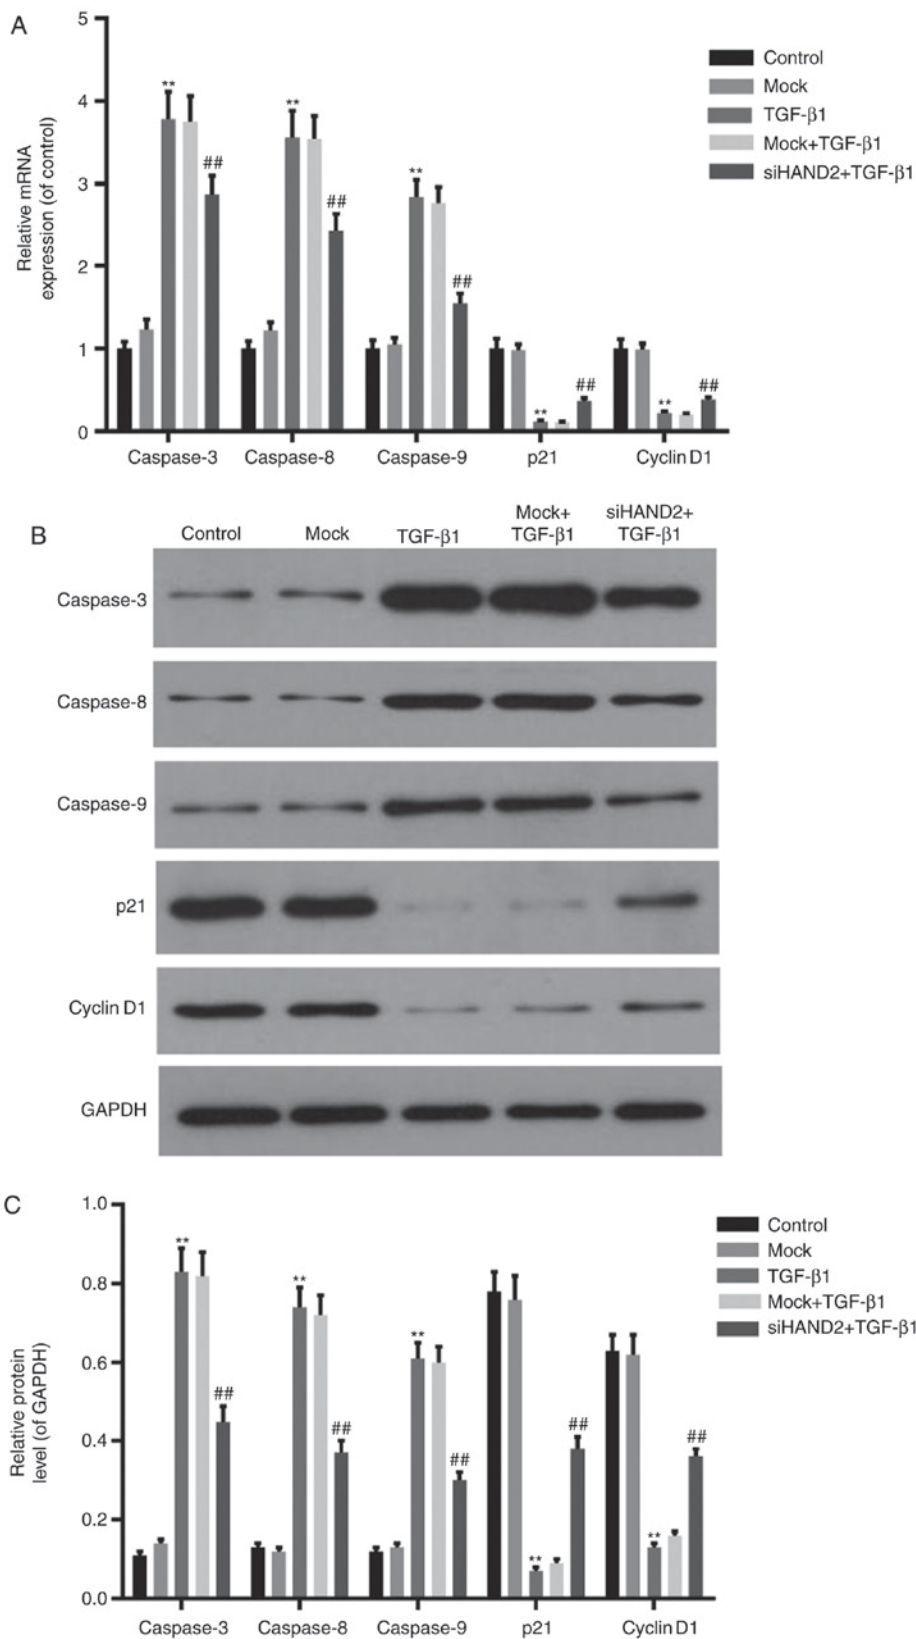 A
5
4
3
2
1
0
Relative mRNA
expression (of control)
**
##
**
##
**
##
**
##
**
##
Caspase-3 Caspase-8 Caspase-9 p21 Cyclin D1
Control
Mock
TGF-β1
Mock+TGF-β1
siHAND2+TGF-β1
B
Control Mock TGF-β1 Mock+ siHAND2+
TGF-β1 TGF-β1
Caspase-3
Caspase-8
Caspase-9
p21
Cyclin D1
GAPDH
C
1.0
0.8
0.6
0.4
0.2
0.0
Relative protein
level (of GAPDH)
**
##
**
##
**
##
**
##
**
##
Caspase-3 Caspase-8 Caspase-9 p21 Cyclin D1
Control
Mock
TGF-β1
Mock+TGF-β1
siHAND2+TGF-β1